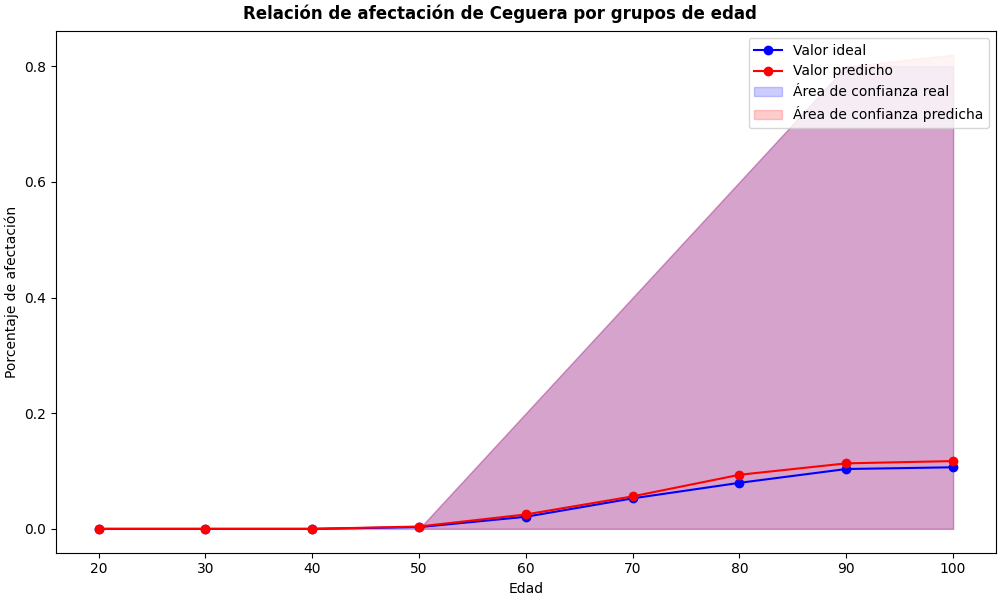 Relación de afectación de Ceguera por grupos de edad
Valor ideal
Valor predicho
Área de confianza real
Área de confianza predicha
Porcentaje de afectación
0.8
0.6
0.4
0.2
0.0
20 30 40 50 60 70 80 90 100
Edad